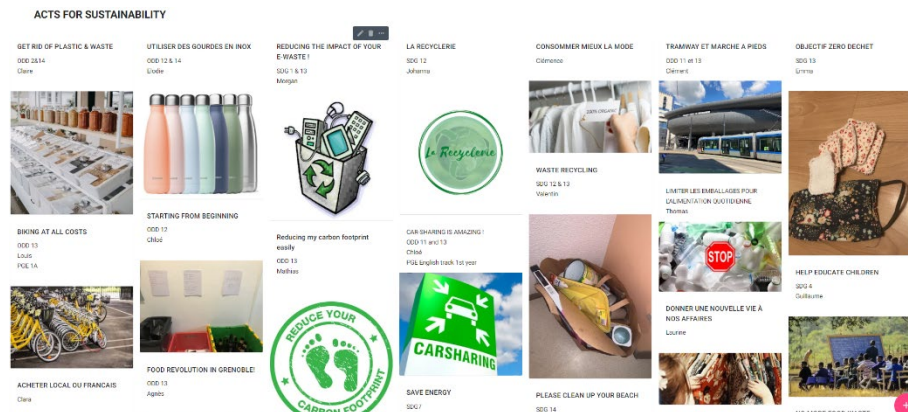 ACTS FOR SUSTAINABILITY
GET RID OF PLASTIC & WASTE
ODD 2&14
Claire
BIKING AT ALL COSTS
ODD 13
Louis
PGE 1A
ACHETER LOCAL OU FRANCAIS
Clara
UTILISER DES GOURDES EN INOX
ODD 12 & 14
Elodie
STARTING FROM BEGINNING
ODD 12
Chloé
FOOD REVOLUTION IN GRENOBLE!
ODD 13
Agnès
REDUCING THE IMPACT OF YOUR
E-WASTE !
SDG 1 & 13
Morgan
Reducing my carbon footprint
easily
ODD 13
Mathias
REDUCE YOUR
CARBON FOOTPRINT
LA RECYCLERIE
SDG 12
Johanna
La Recyclerie
CAR SHARING IS AMAZING !
ODD 11 and 13
Chloé
PGE English track 1st year
CARSHARING
SAVE ENERGY
SDG7
CONSOMMER MIEUX LA MODE
Clémence
100% ORGANIC
WASTE RECYCLING
SDG 12 & 13
Valentin
PLEASE CLEAN UP YOUR BEACH
SDG 14
TRAMWAY ET MARCHE A PIEDS
ODD 11 et 13
Clément
LIMITER LES EMBALLAGES POUR
L'ALIMENTATION QUOTIDIENNE
Thomas
STOP
DONNER UNE NOUVELLE VIE À
NOS AFFAIRES
OBJECTIF ZERO DECHET
SDG 13
Emma
HELP EDUCATE CHILDREN
SDG 4
Guillaume